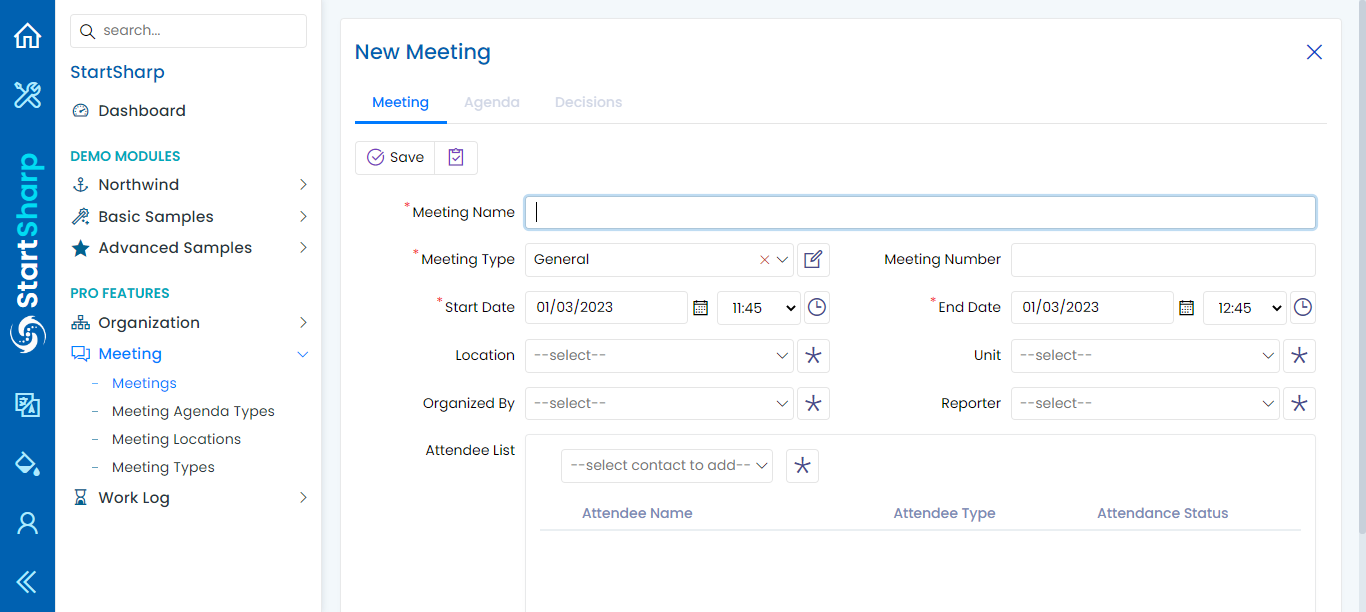 search...
StartSharp
Dashboard
DEMO MODULES
Northwind
Basic Samples
Advanced Samples
PRO FEATURES
Organization
Meeting
Meetings
Meeting Agenda Types
Meeting Locations
Meeting Types
Work Log
StartSharp
New Meeting
Meeting Agenda Decisions
Save
*Meeting Name
*Meeting Type General Meeting Number
*Start Date 01/03/2023 11:45 *End Date 01/03/2023 12:45
Location --select-- Unit --select--
Organized By --select-- Reporter --select--
Attendee List
--select contact to add--
Attendee Name Attendee Type Attendance Status